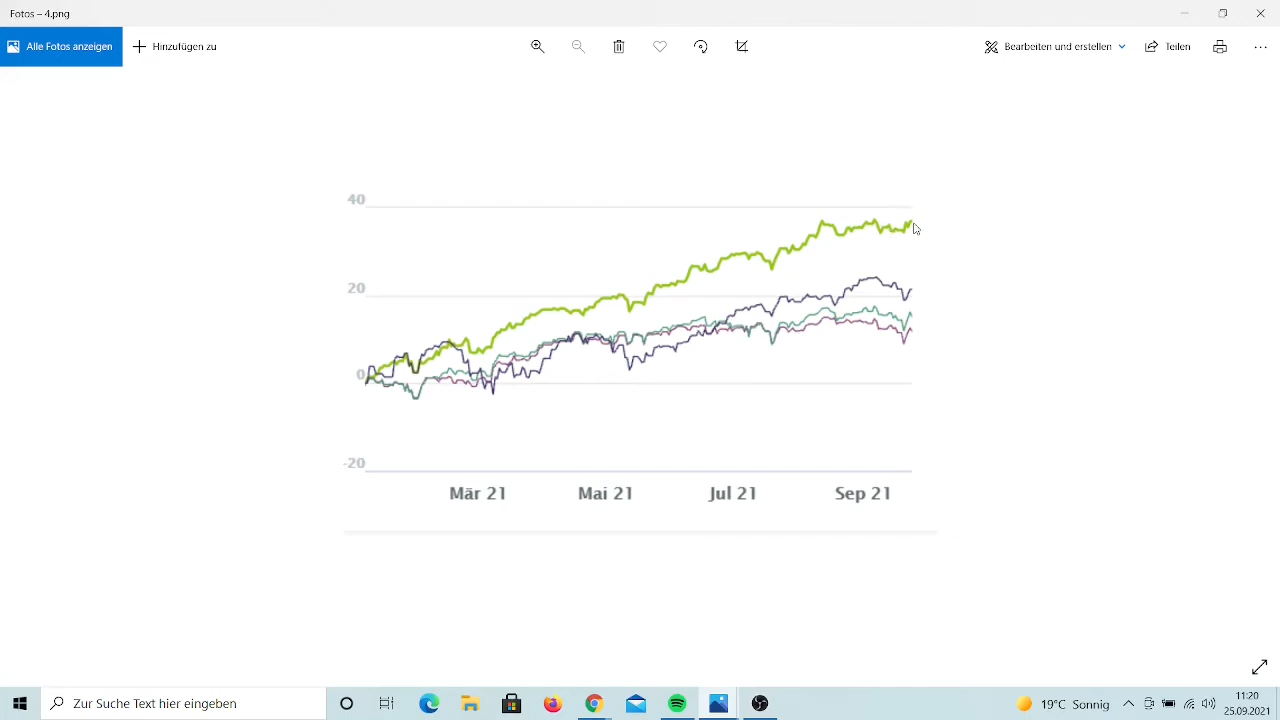 Fotos – 4.png
Alle Fotos anzeigen
Hinzufügen zu
Bearbeiten und erstellen
Teilen
40
20
0
-20
Mär 21
Mai 21
Jul 21
Sep 21
Zur Suche Text hier eingeben
19°C Sonnig
11:20
25.09.2021